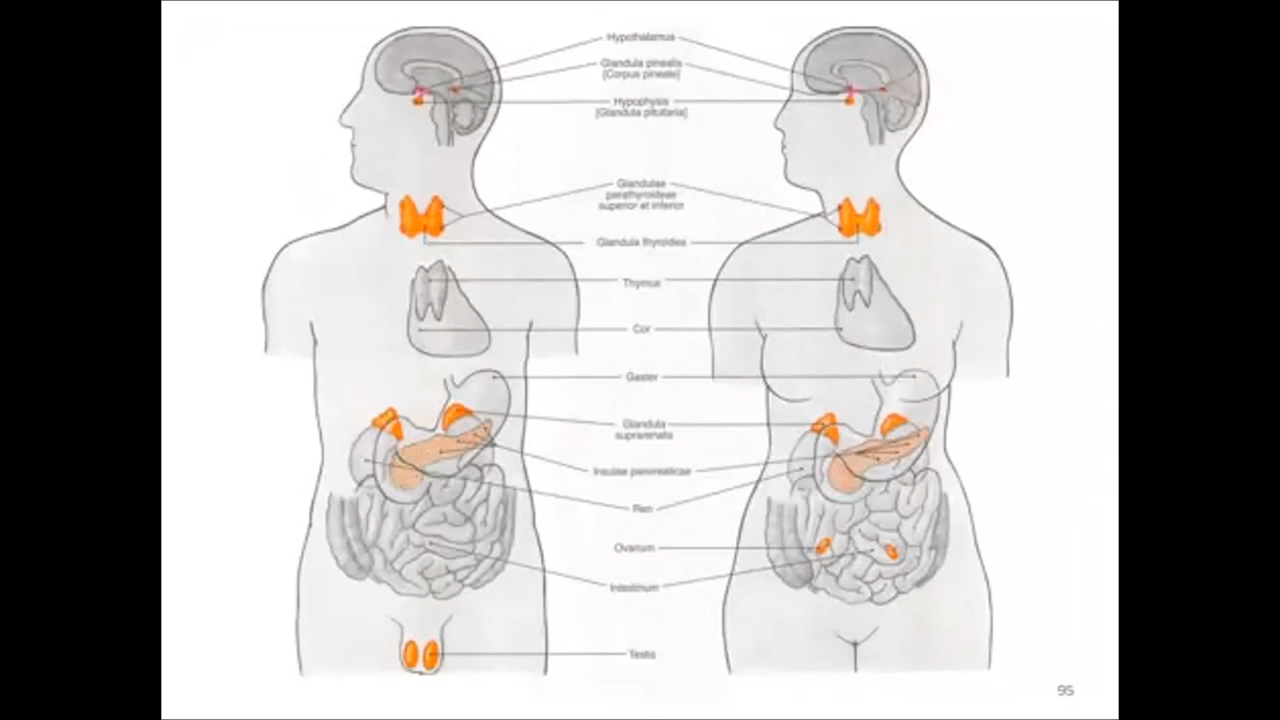 Hypothalamus
Glandula pinealis
[Corpus pineale]
Hypophysis
[Glandula pituitaria]
Glandulae
parathyroideae
superior et inferior
Glandula thyroidea
Thymus
Cor
Gaster
Glandula
suprarenalis
Insulae pancreaticae
Ren
Ovarium
Intestinum
Testis
95